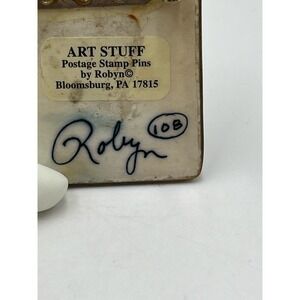 ART STUFF
Postage Stamp Pins
by Robyn©
Bloomsburg, PA 17815
Robyn
108